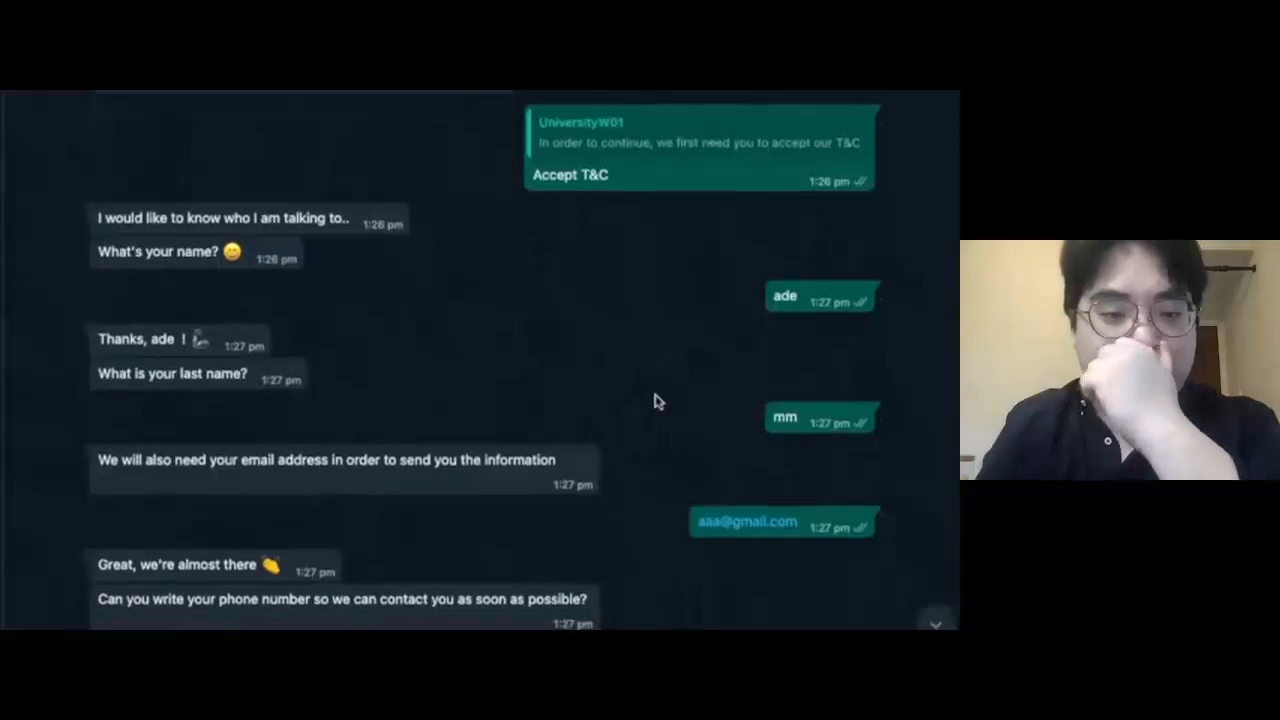 UniversityW01
In order to continue, we first need you to accept our T&C
Accept T&C
1:26 pm
I would like to know who I am talking to..
1:26 pm
What's your name? 😄
1:26 pm
ade
1:27 pm
Thanks, ade ! 💪
1:27 pm
What is your last name?
1:27 pm
mm
1:27 pm
We will also need your email address in order to send you the information
1:27 pm
aaa@gmail.com
1:27 pm
Great, we're almost there 👏
1:27 pm
Can you write your phone number so we can contact you as soon as possible?
1:27 pm